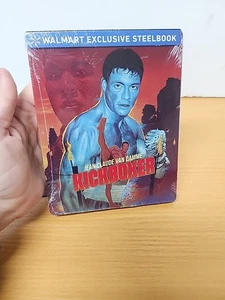 WALMART EXCLUSIVE STEELBOOK
JEAN-CLAUDE VAN DAMME
KICKBOXER